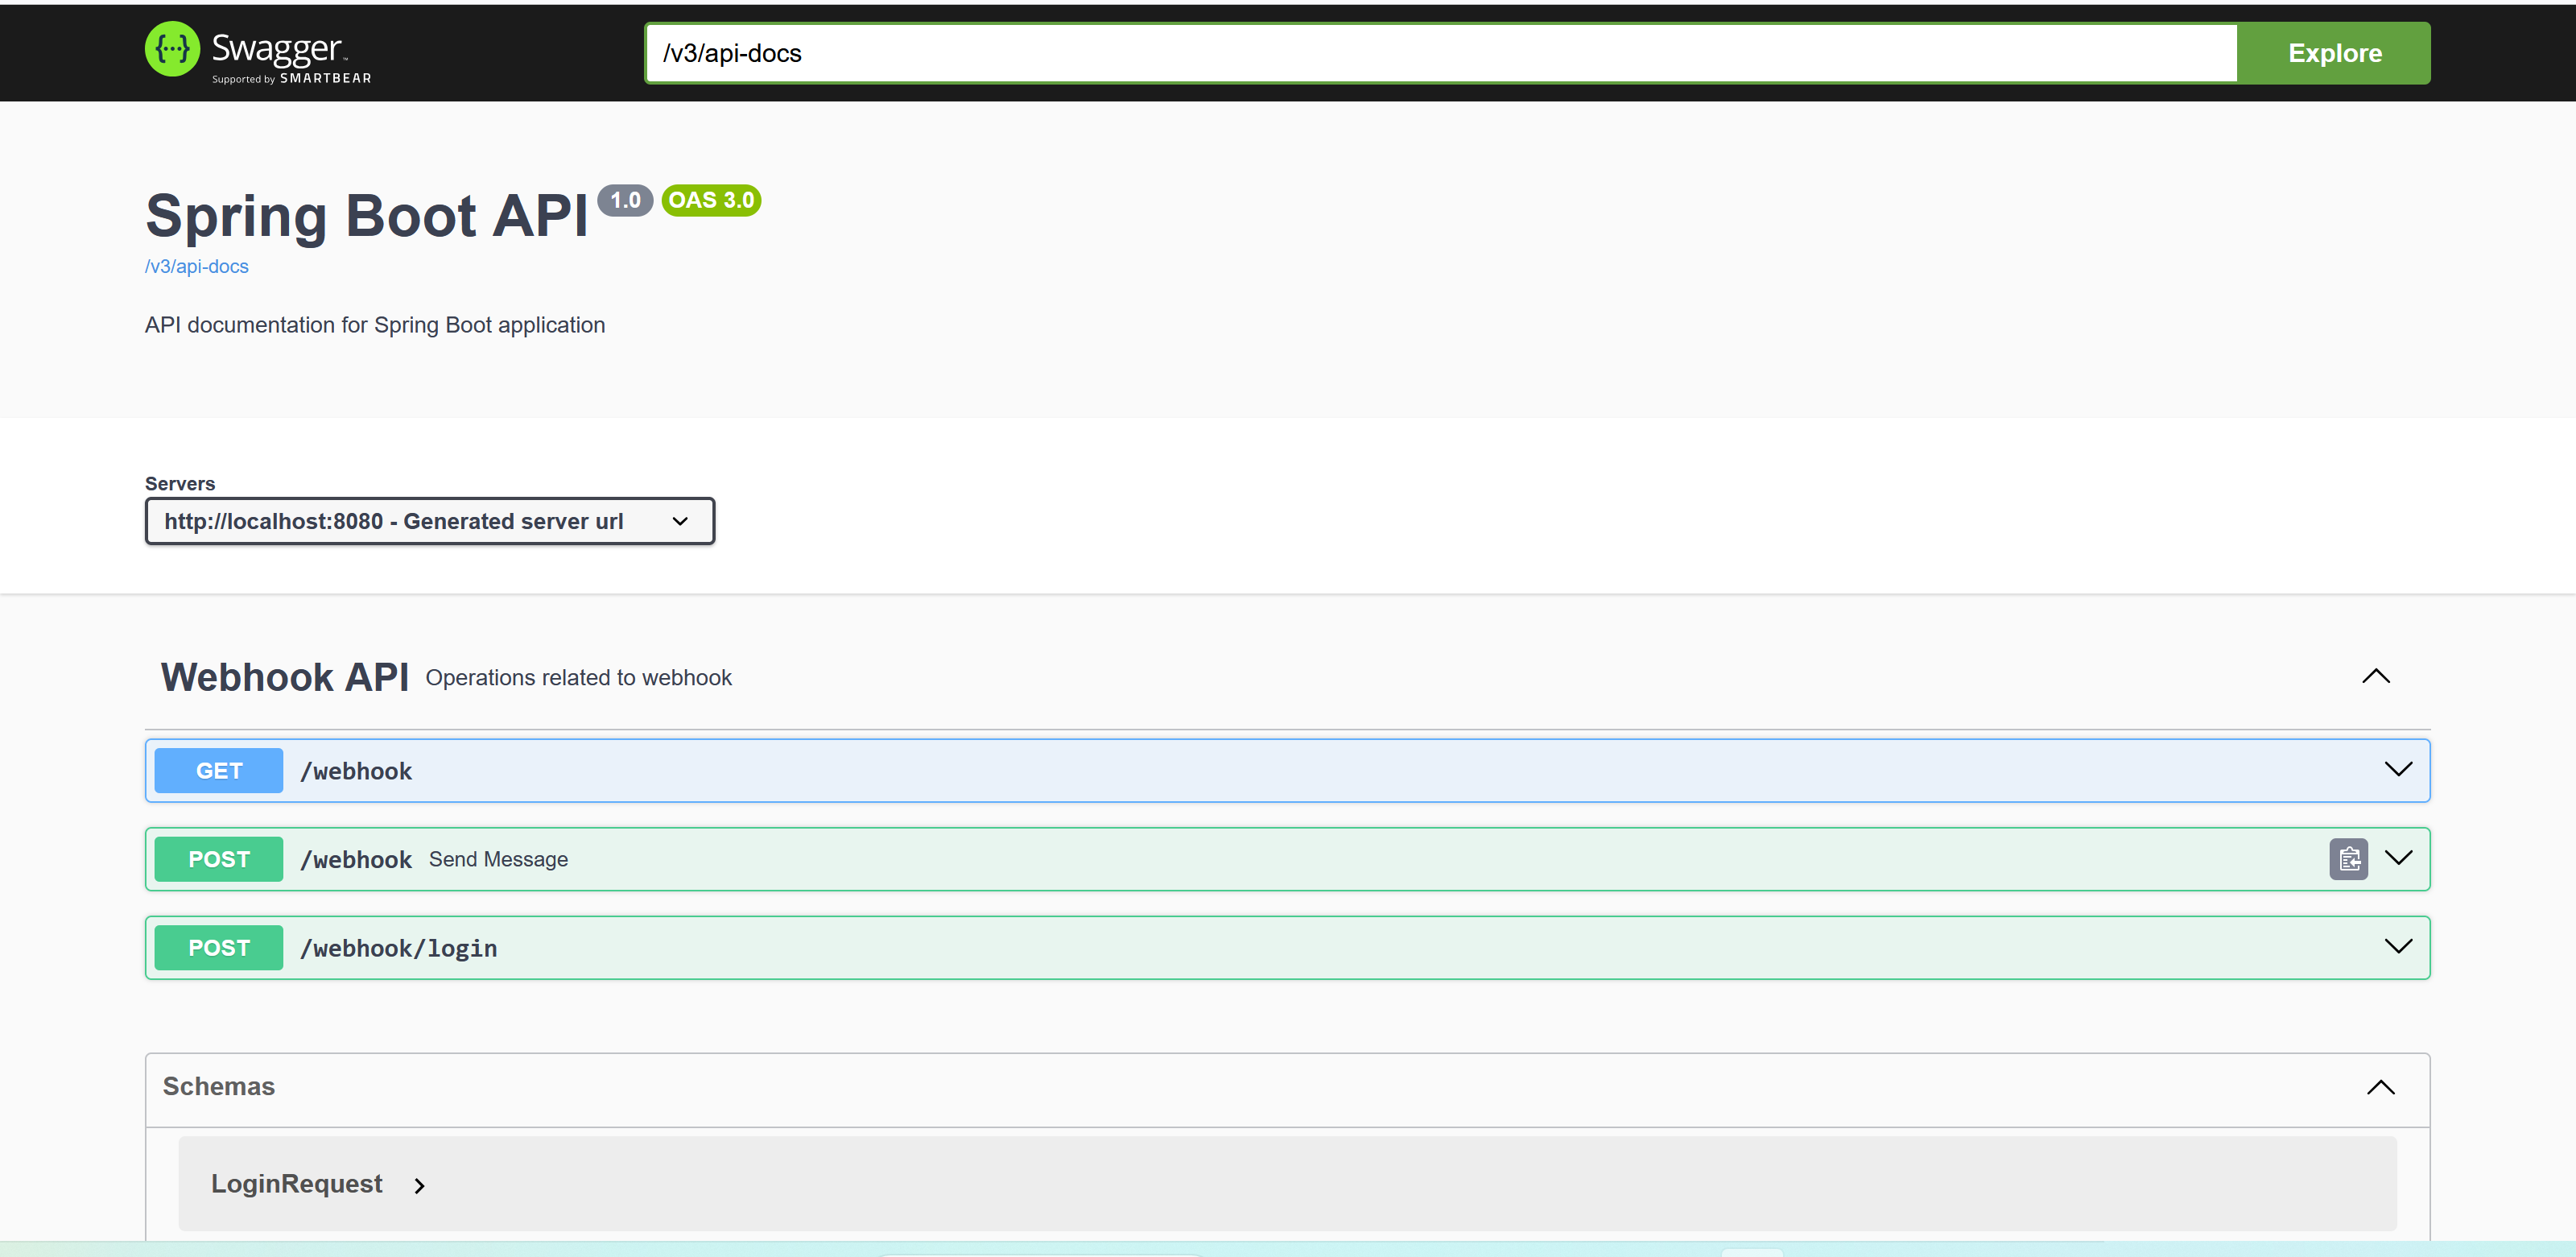 {···} Swagger™
Supported by SMARTBEAR
/v3/api-docs
Explore
Spring Boot API 1.0 OAS 3.0
/v3/api-docs
API documentation for Spring Boot application
Servers
http://localhost:8080 - Generated server url
Webhook API Operations related to webhook
GET /webhook
POST /webhook Send Message
POST /webhook/login
Schemas
LoginRequest